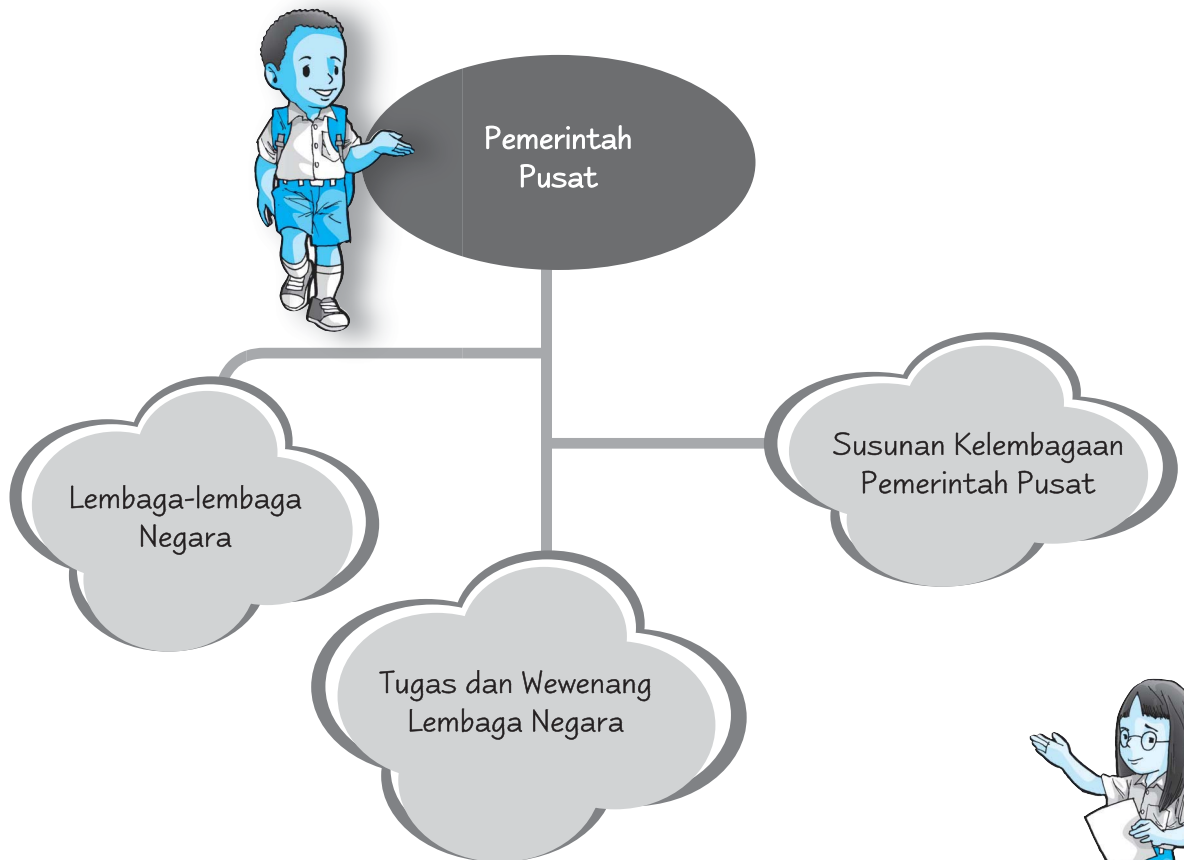 Pemerintah
Pusat
Lembaga-lembaga
Negara
Susunan Kelembagaan
Pemerintah Pusat
Tugas dan Wewenang
Lembaga Negara